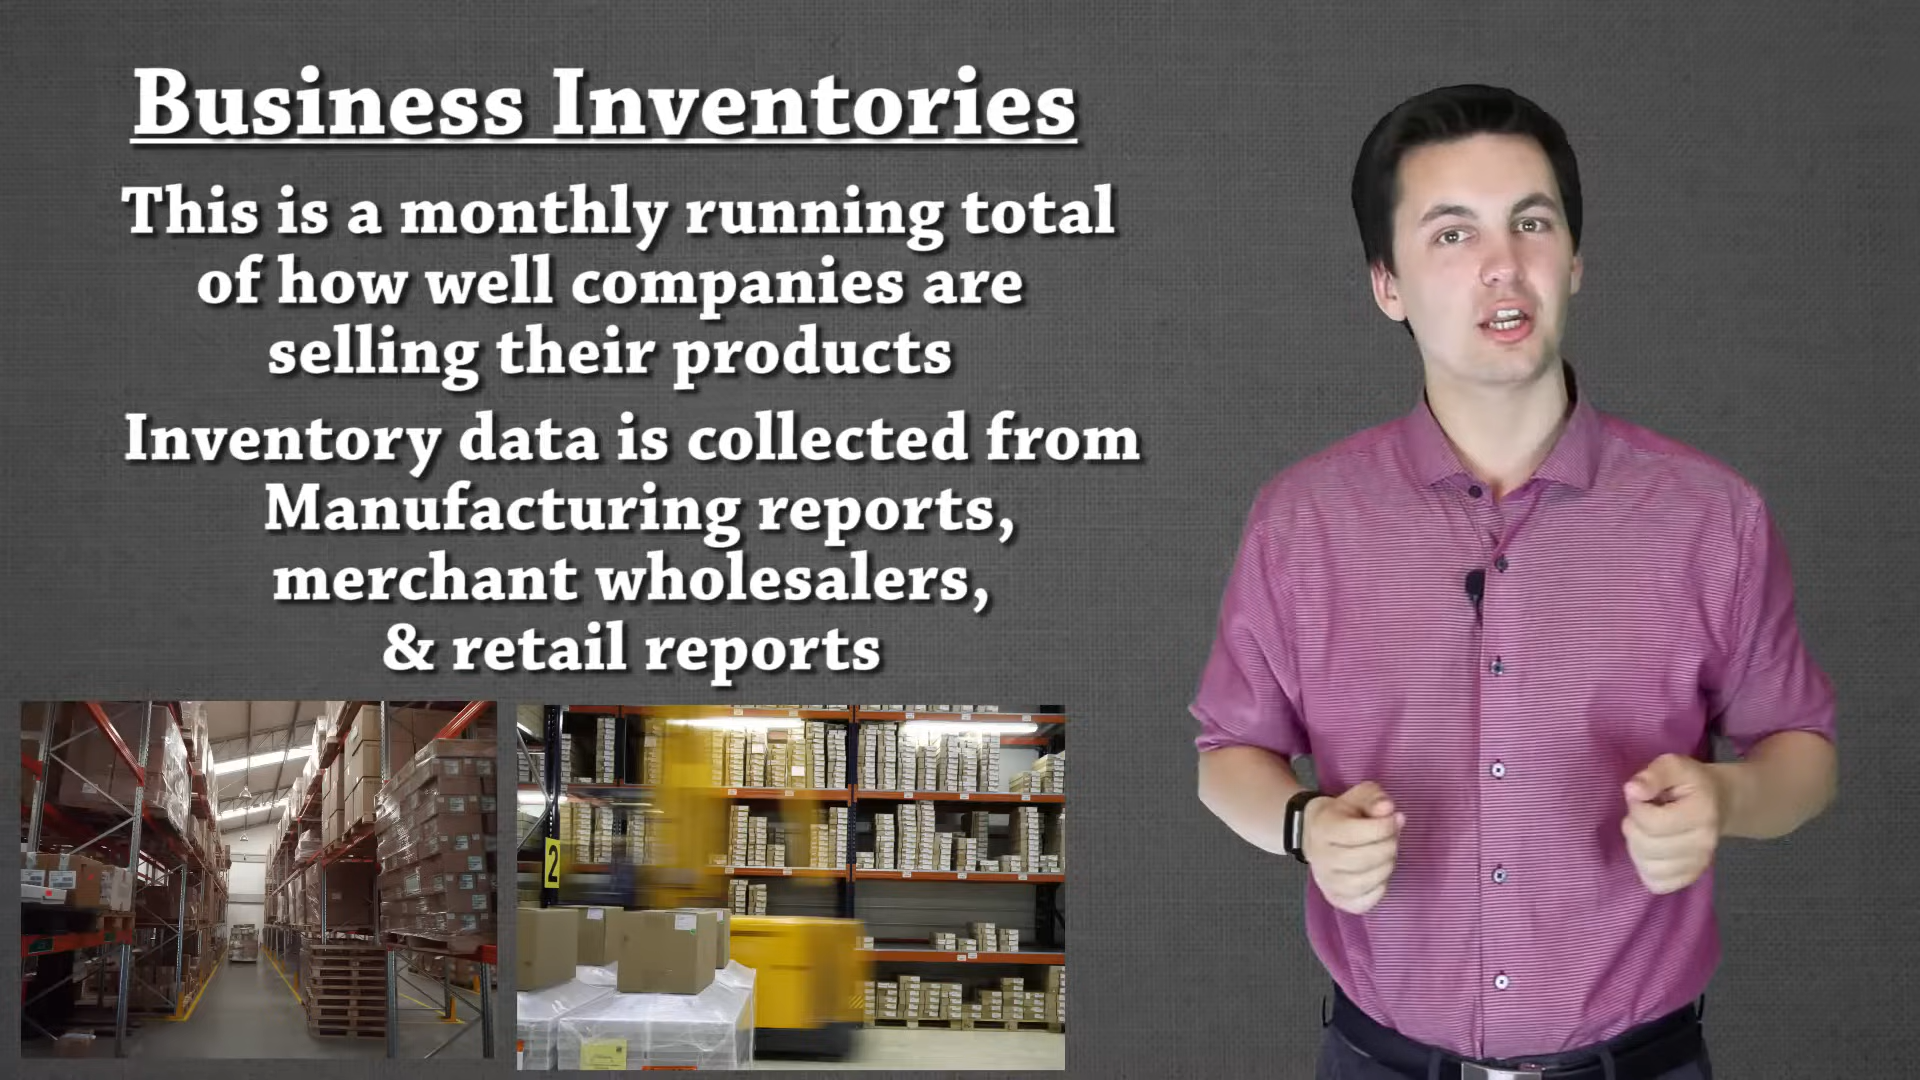 Business Inventories
This is a monthly running total
of how well companies are
selling their products
Inventory data is collected from
Manufacturing reports,
merchant wholesalers,
& retail reports
2